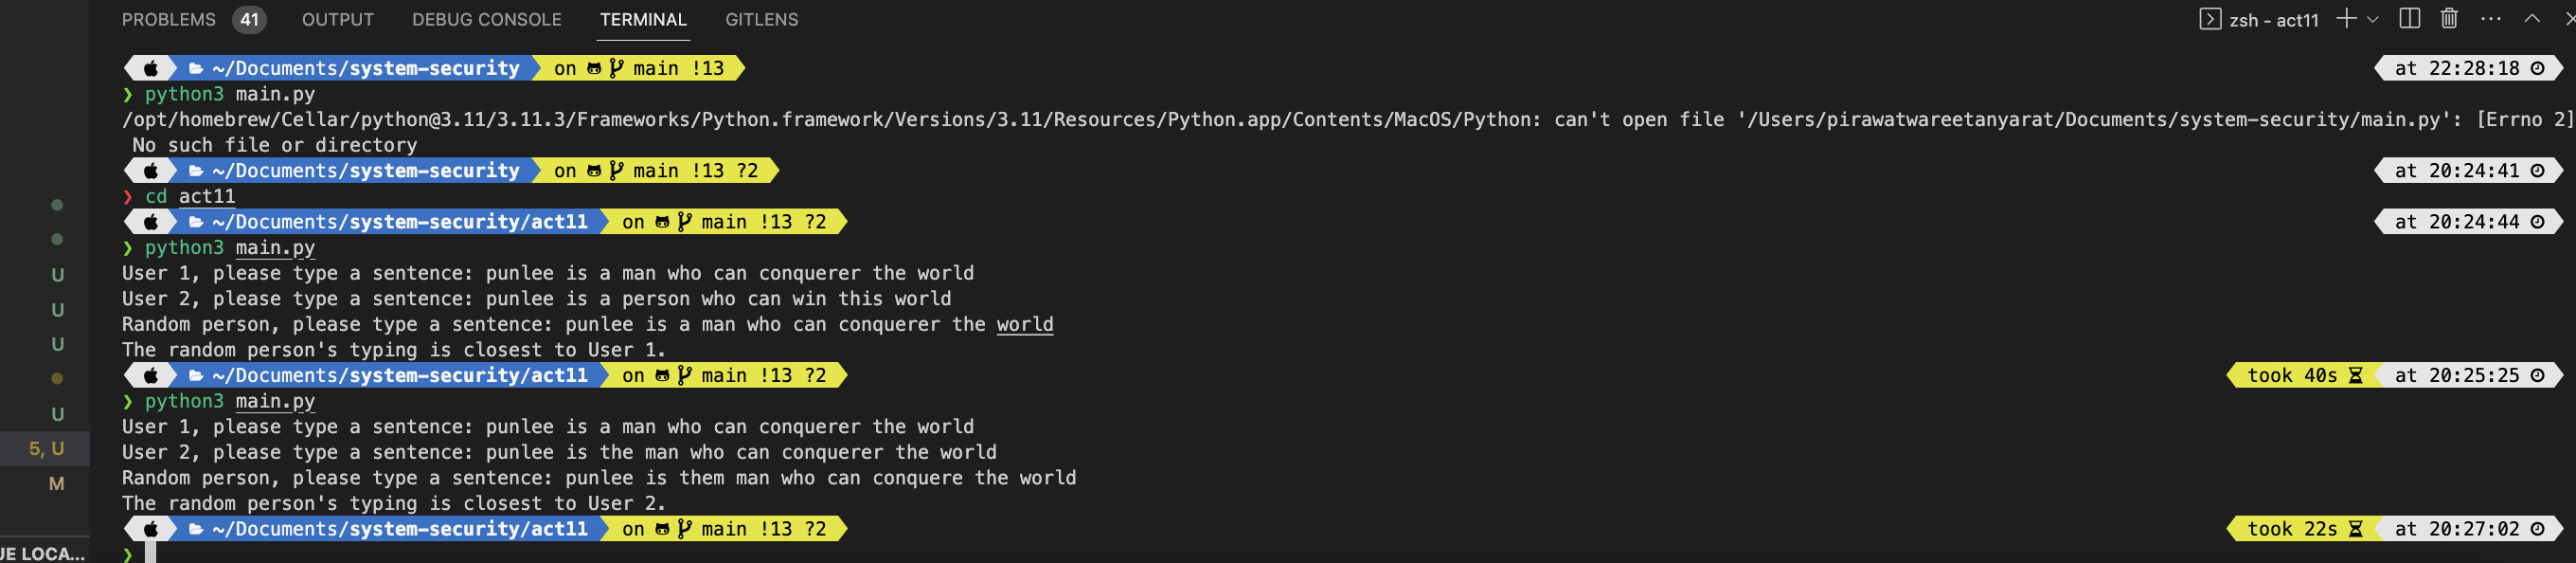 PROBLEMS 41 OUTPUT DEBUG CONSOLE TERMINAL GITLENS zsh - act11
~/Documents/system-security on main !13 at 22:28:18
❯ python3 main.py
/opt/homebrew/Cellar/python@3.11/3.11.3/Frameworks/Python.framework/Versions/3.11/Resources/Python.app/Contents/MacOS/Python: can't open file '/Users/pirawatwareetanyarat/Documents/system-security/main.py': [Errno 2]
No such file or directory
~/Documents/system-security on main !13 ?2 at 20:24:41
❯ cd act11
~/Documents/system-security/act11 on main !13 ?2 at 20:24:44
❯ python3 main.py
User 1, please type a sentence: punlee is a man who can conquerer the world
User 2, please type a sentence: punlee is a person who can win this world
Random person, please type a sentence: punlee is a man who can conquerer the world
The random person's typing is closest to User 1.
~/Documents/system-security/act11 on main !13 ?2 took 40s at 20:25:25
❯ python3 main.py
User 1, please type a sentence: punlee is a man who can conquerer the world
User 2, please type a sentence: punlee is the man who can conquerer the world
Random person, please type a sentence: punlee is them man who can conquere the world
The random person's typing is closest to User 2.
~/Documents/system-security/act11 on main !13 ?2 took 22s at 20:27:02
❯
U
U
U
U
5, U
M
UE LOCA...